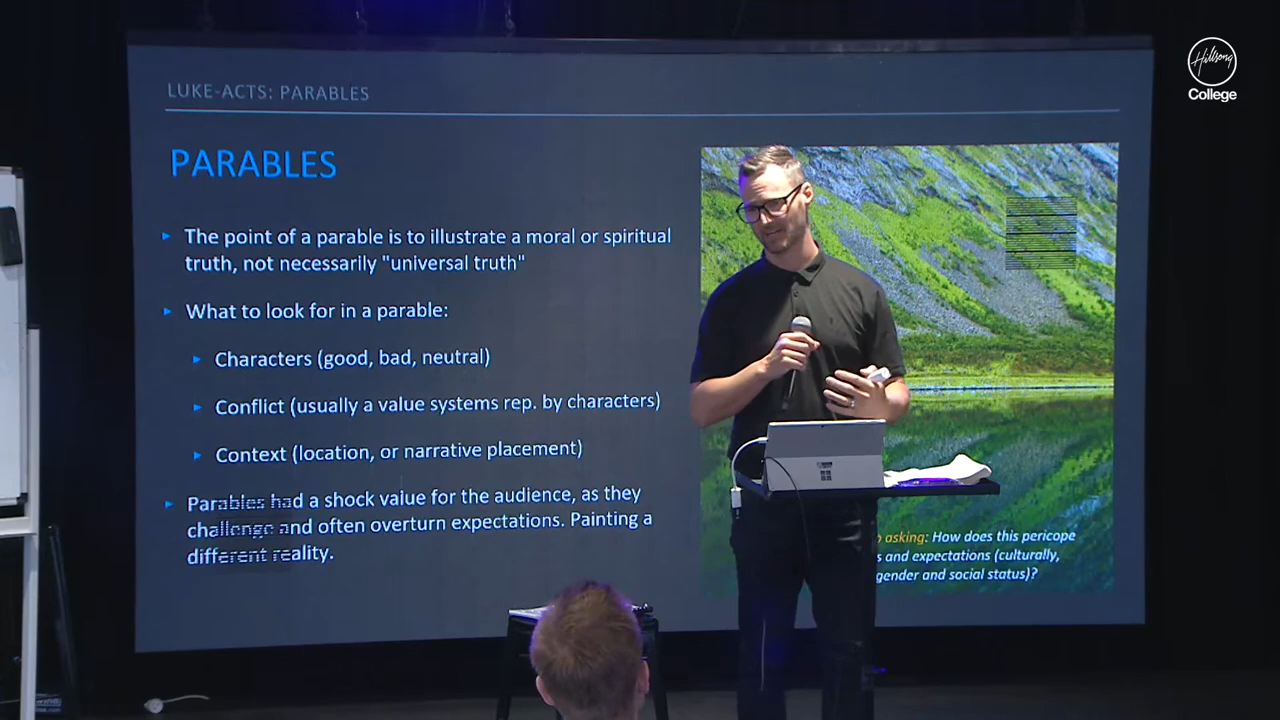 LUKE-ACTS: PARABLES
Hillsong
College
PARABLES
The point of a parable is to illustrate a moral or spiritual
truth, not necessarily "universal truth"
What to look for in a parable:
Characters (good, bad, neutral)
Conflict (usually a value systems rep. by characters)
Context (location, or narrative placement)
Parables had a shock value for the audience, as they
challenge and often overturn expectations. Painting a
different reality.
asking: How does this pericope
and expectations (culturally,
gender and social status)?